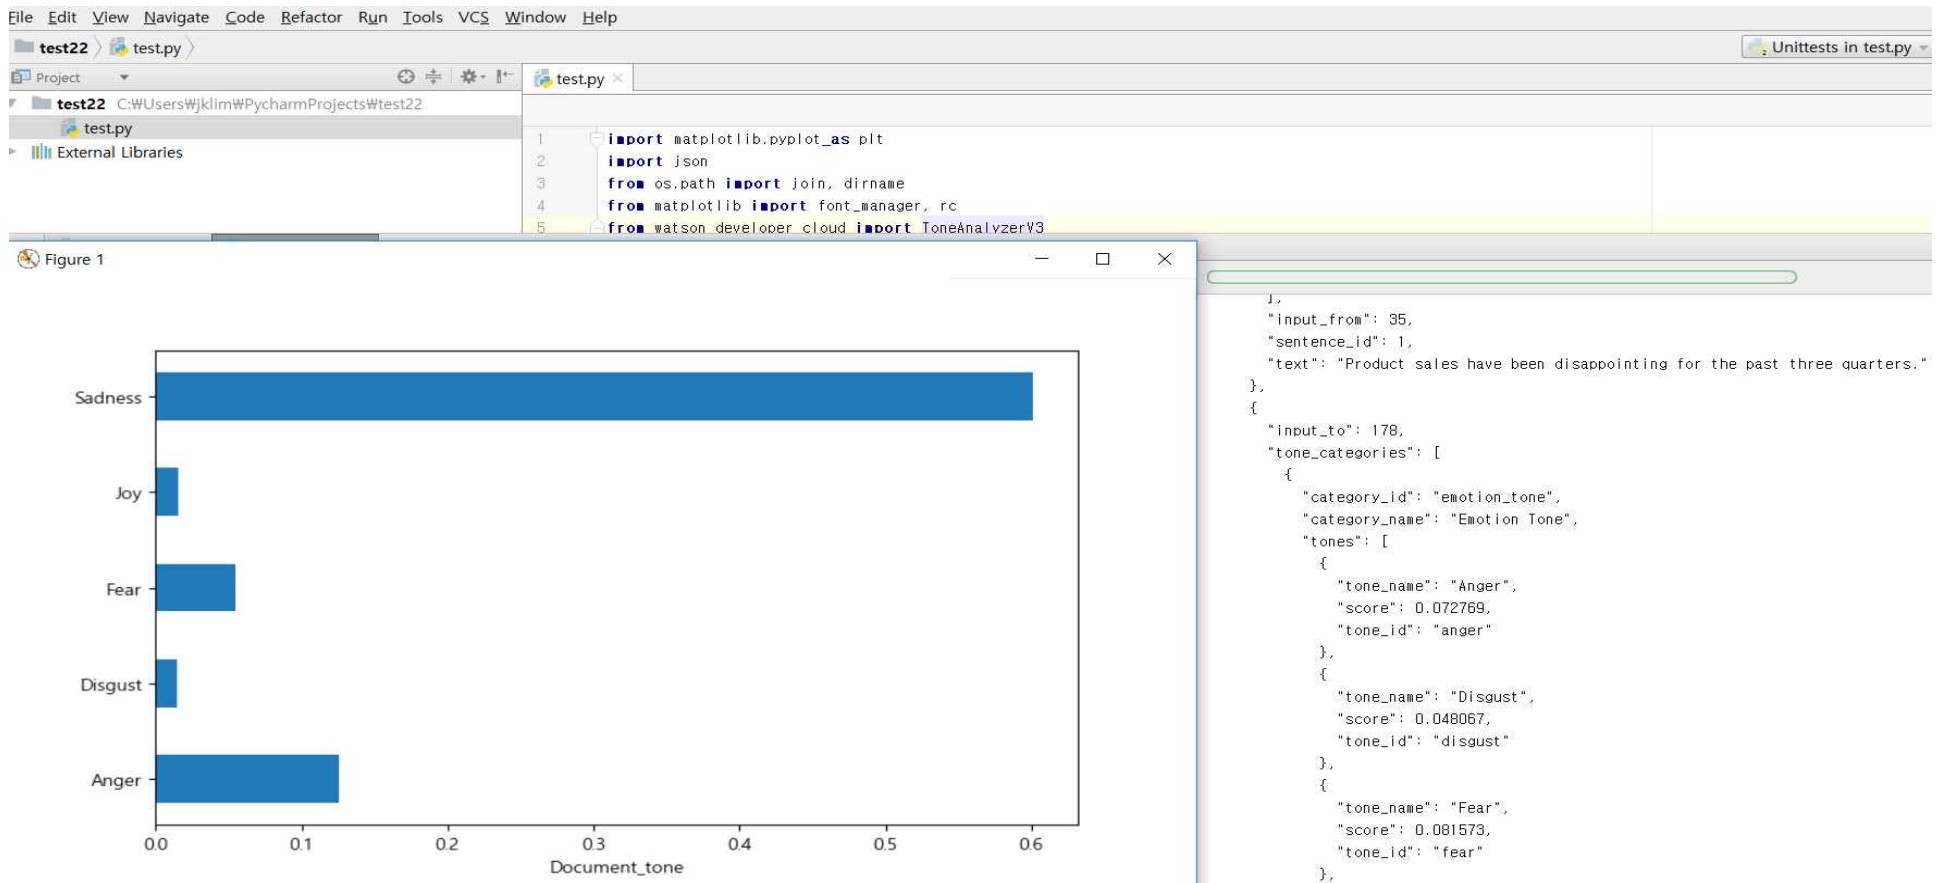 File Edit View Navigate Code Refactor Run Tools VCS Window Help
test22 test.py
Unittests in test.py
Project
test.py
test22 C:₩Users₩jklim₩PycharmProjects₩test22
test.py
External Libraries
1 import matplotlib.pyplot as plt
2 import json
3 from os.path import join, dirname
4 from matplotlib import font_manager, rc
5 from watson_developer_cloud import ToneAnalyzerV3
Figure 1
Sadness
Joy
Fear
Disgust
Anger
0.0 0.1 0.2 0.3 0.4 0.5 0.6
Document_tone
],
"input_from": 35,
"sentence_id": 1,
"text": "Product sales have been disappointing for the past three quarters."
},
{
"input_to": 178,
"tone_categories": [
{
"category_id": "emotion_tone",
"category_name": "Emotion Tone",
"tones": [
{
"tone_name": "Anger",
"score": 0.072769,
"tone_id": "anger"
},
{
"tone_name": "Disgust",
"score": 0.048067,
"tone_id": "disgust"
},
{
"tone_name": "Fear",
"score": 0.081573,
"tone_id": "fear"
},